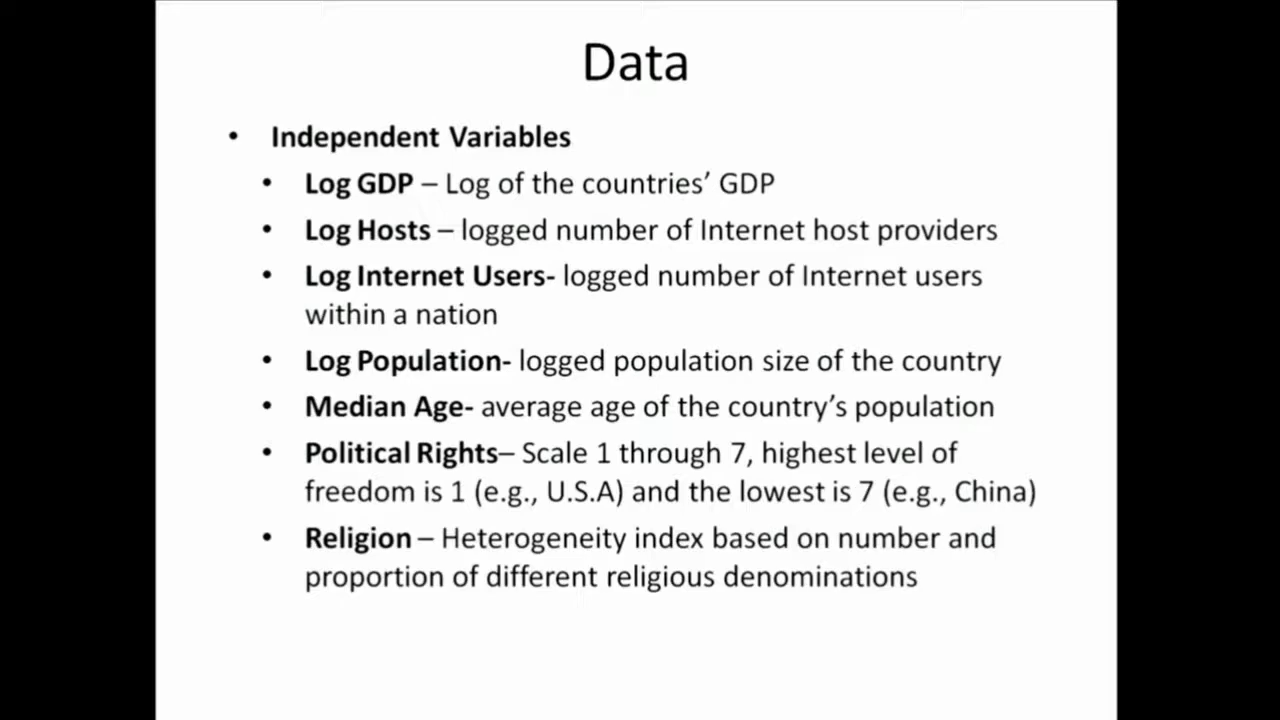 Data
• Independent Variables
• Log GDP – Log of the countries’ GDP
• Log Hosts – logged number of Internet host providers
• Log Internet Users- logged number of Internet users
within a nation
• Log Population- logged population size of the country
• Median Age- average age of the country’s population
• Political Rights– Scale 1 through 7, highest level of
freedom is 1 (e.g., U.S.A) and the lowest is 7 (e.g., China)
• Religion – Heterogeneity index based on number and
proportion of different religious denominations